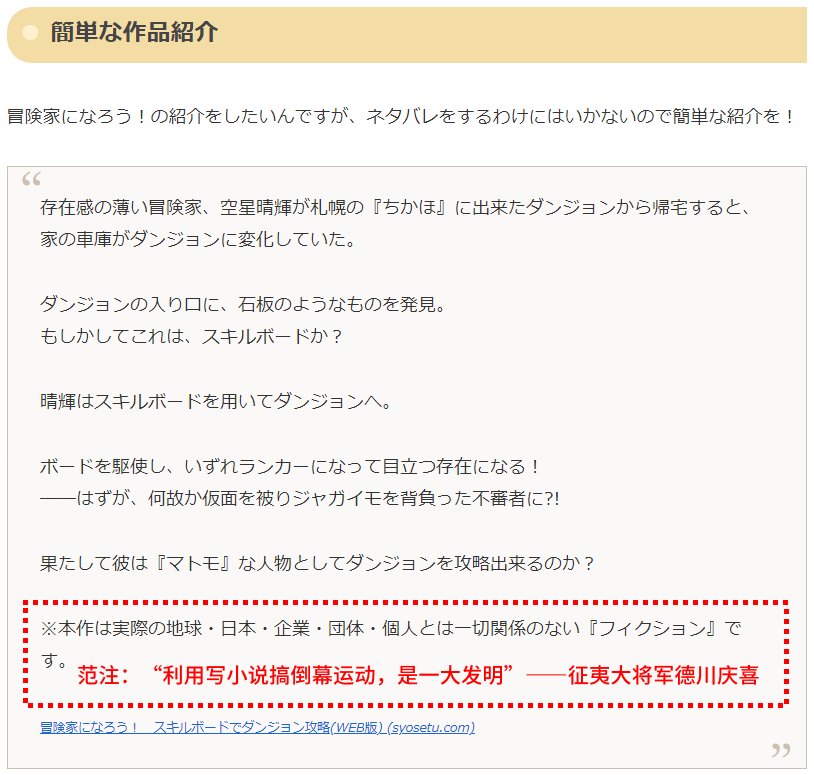 簡単な作品紹介
冒険家になろう！の紹介をしたいんですが、ネタバレをするわけにはいかないので簡単な紹介を！
“
存在感の薄い冒険家、空星晴輝が札幌の『ちかほ』に出来たダンジョンから帰宅すると、
家の車庫がダンジョンに変化していた。
ダンジョンの入り口に、石板のようなものを発見。
もしかしてこれは、スキルボードか？
晴輝はスキルボードを用いてダンジョンへ。
ボードを駆使し、いずれランカーになって目立つ存在になる！
――はずが、何故か仮面を被りジャガイモを背負った不審者に?!
果たして彼は『マトモ』な人物としてダンジョンを攻略出来るのか？
※本作は実際の地球・日本・企業・団体・個人とは一切関係のない『フィクション』で
す。
范注：“利用写小说搞倒幕运动，是一大发明”——征夷大将军德川庆喜
冒険家になろう！　スキルボードでダンジョン攻略(WEB版) (syosetu.com)
”